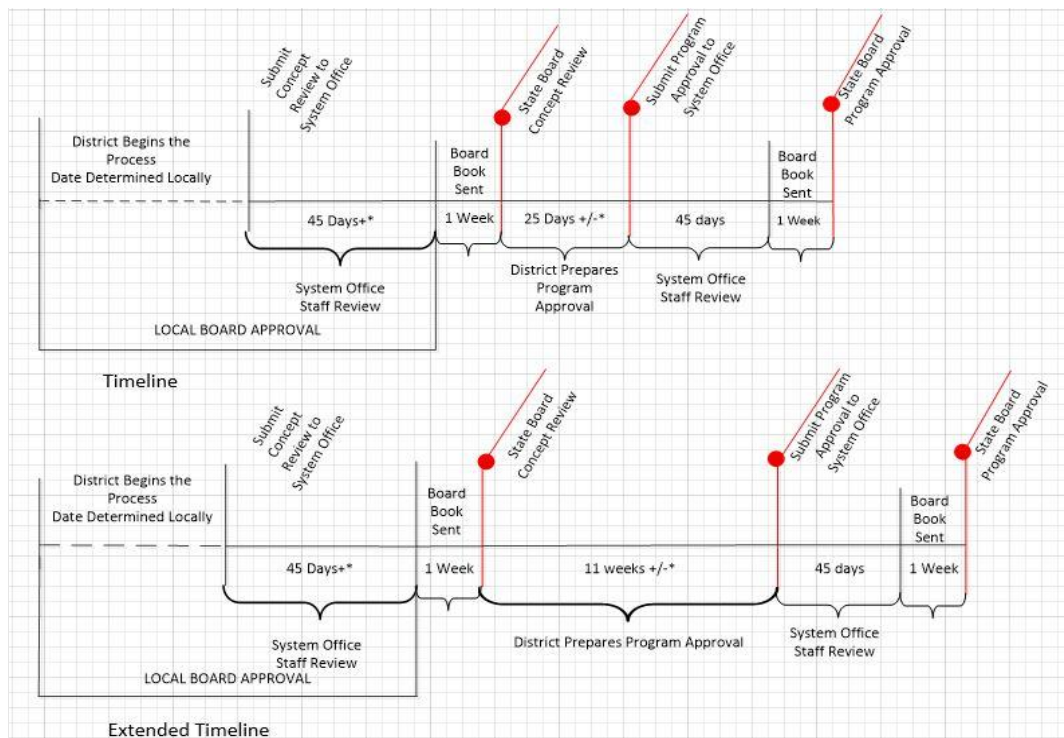 Submit
Concept
Review to
System Office
State Board
Concept Review
Submit Program
Approval to
System Office
State Board
Program Approval
District Begins the
Process
Date Determined Locally
Board
Book
Sent
Board
Book
Sent
45 Days+*
1 Week
25 Days +/-*
45 days
1 Week
System Office
Staff Review
District Prepares
Program
Approval
System Office
Staff Review
LOCAL BOARD APPROVAL
Timeline
Submit
Concept
Review to
System Office
State Board
Concept Review
Submit Program
Approval to
System Office
State Board
Program Approval
District Begins the
Process
Date Determined Locally
Board
Book
Sent
Board
Book
Sent
45 Days+*
1 Week
11 weeks +/-*
45 days
1 Week
System Office
Staff Review
District Prepares Program Approval
System Office
Staff Review
LOCAL BOARD APPROVAL
Extended Timeline